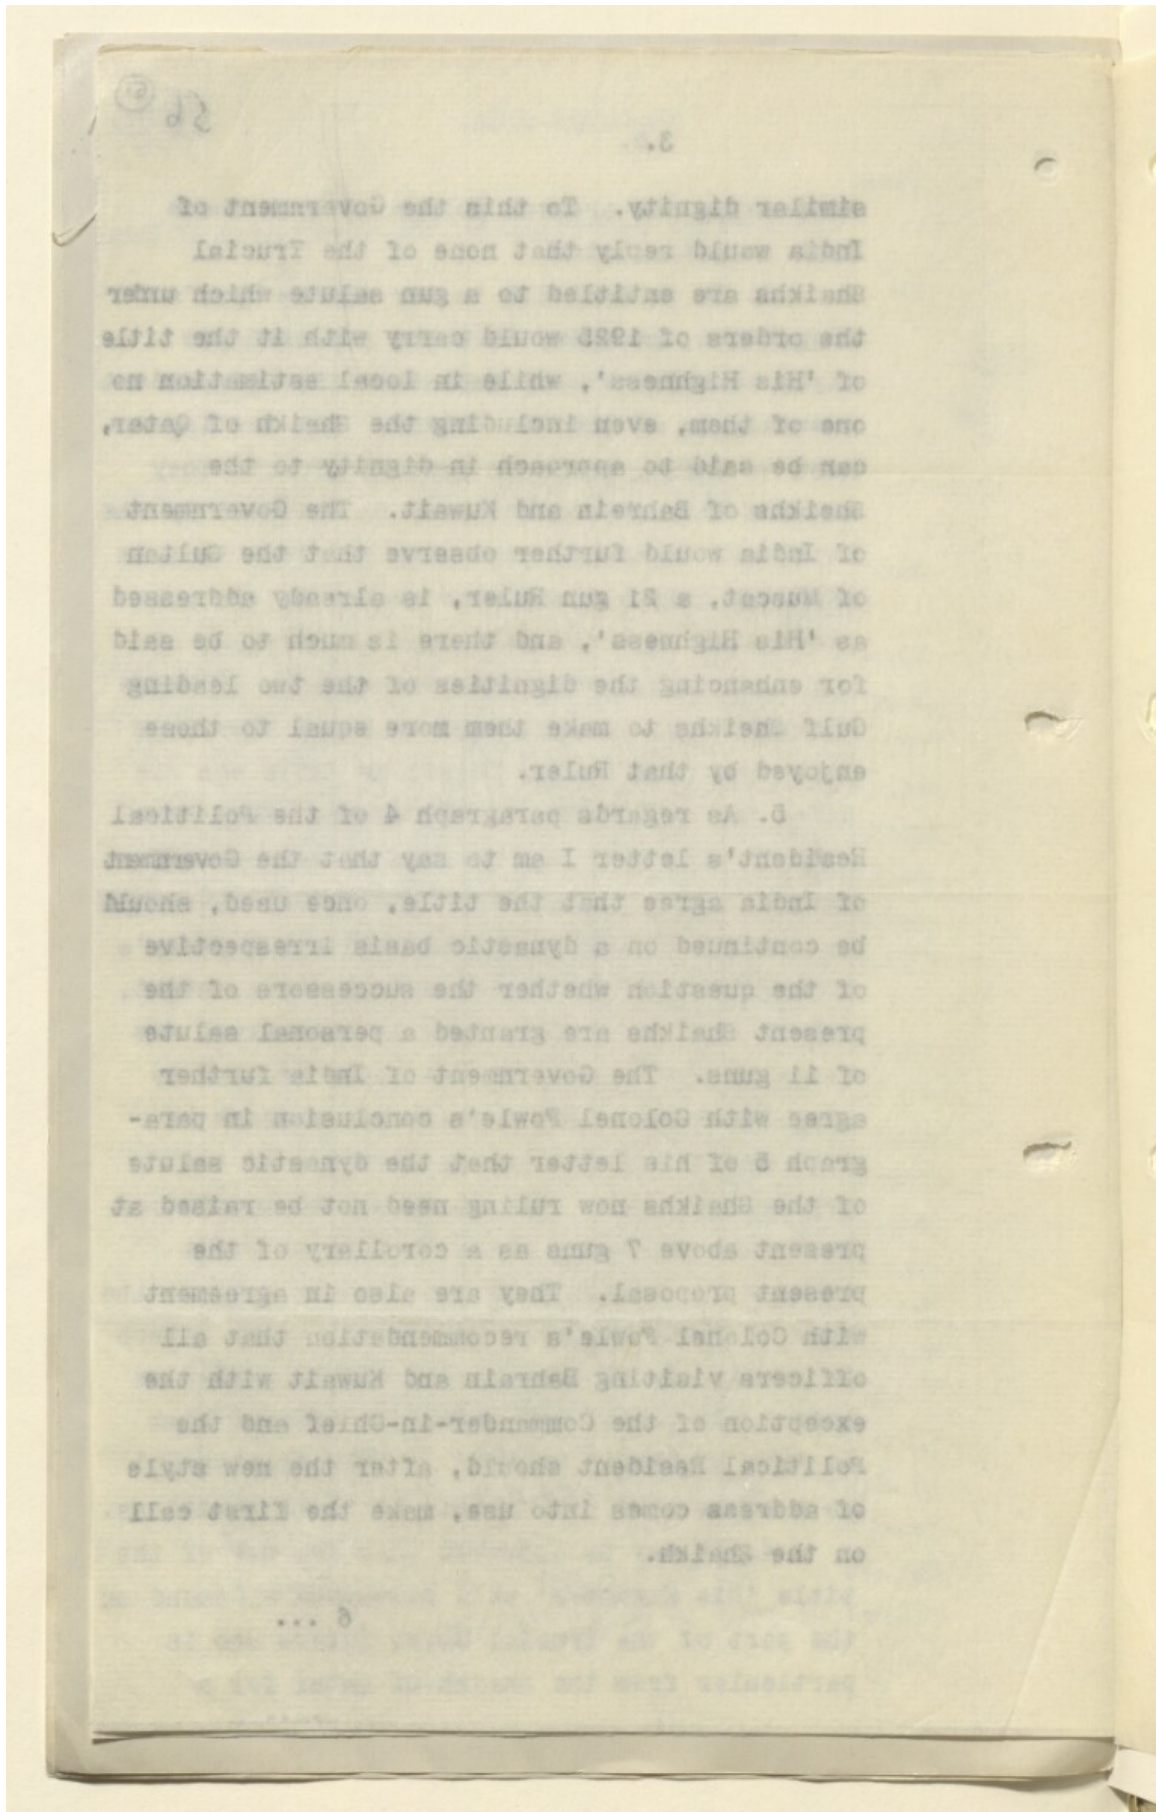 56
3.
similar dignity. To this the Government of
India would reply that none of the Trucial
Shaikhs are entitled to a gun salute which under
the orders of 1925 would carry with it the title
of 'His Highness', while in local estimation no
one of them, even including the Shaikh of Qatar,
can be said to approach in dignity to the
Shaikhs of Bahrein and Kuwait. The Government
of India would further observe that the Sultan
of Muscat, a 21 gun Ruler, is already addressed
as 'His Highness', and there is much to be said
for enhancing the dignities of the two leading
Gulf Sheikhs to make them more equal to those
enjoyed by that Ruler.
5. As regards paragraph 4 of the Political
Resident's letter I am to say that the Government
of India agree that the title, once used, should
be continued on a dynastic basis irrespective
of the question whether the successors of the
present Shaikhs are granted a personal salute
of 11 guns. The Government of India further
agree with Colonel Fowle's conclusion in para-
graph 5 of his letter that the dynastic salute
of the Shaikhs now ruling need not be raised at
present above 7 guns as a corollary of the
present proposal. They are also in agreement
with Colonel Fowle's recommendation that all
officers visiting Bahrein and Kuwait with the
exception of the Commander-in-Chief and the
Political Resident should, after the new style
of address comes into use, make the first call
on the Shaikh.
6 ...